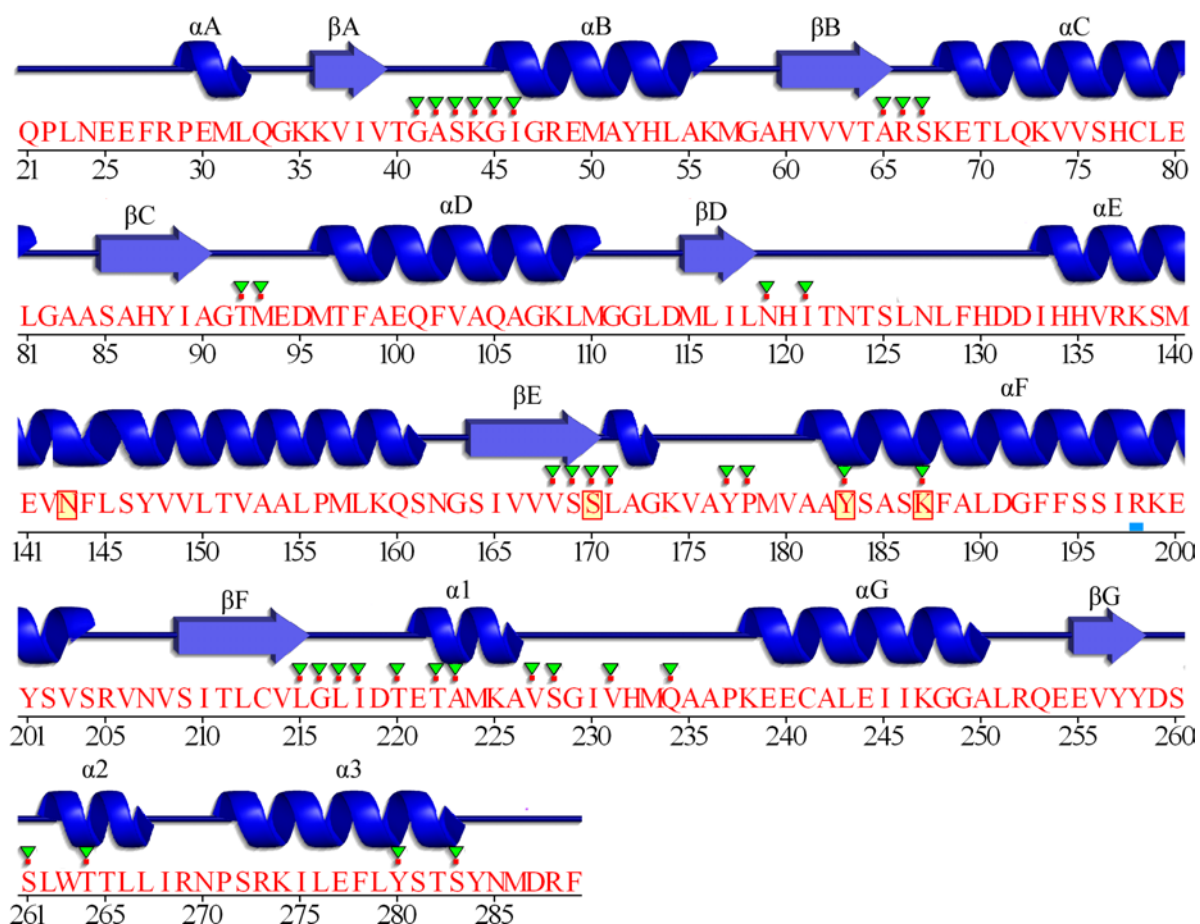 αA βA αB βB αC
QPLNEEFRPEMLQGKKVIVTGASKGIGREMAYHLAKMGAHVVVTARSKETLQKVVSHCLE
21 25 30 35 40 45 50 55 60 65 70 75 80
βC αD βD αE
LGAASAHYIAGTMEDMTFAEQFVAQAGKLMGGLDMLILNHITNTSLNLFHDDIHHVRKSM
81 85 90 95 100 105 110 115 120 125 130 135 140
βE αF
EVNFLSYVVLTVAALPMLKQSNGSIVVVSSLAGKVAYPMVAAYSASKFALDGFFSSIRKE
141 145 150 155 160 165 170 175 180 185 190 195 200
βF α1 αG βG
YSVSRVNVSITLCVLGLIDTETAMKAVSGIVHMQAAPKEECALEIIKGGALRQEEVYYDS
201 205 210 215 220 225 230 235 240 245 250 255 260
α2 α3
SLWTTLLIRNPSRKILEFLYSTSYNMDRF
261 265 270 275 280 285